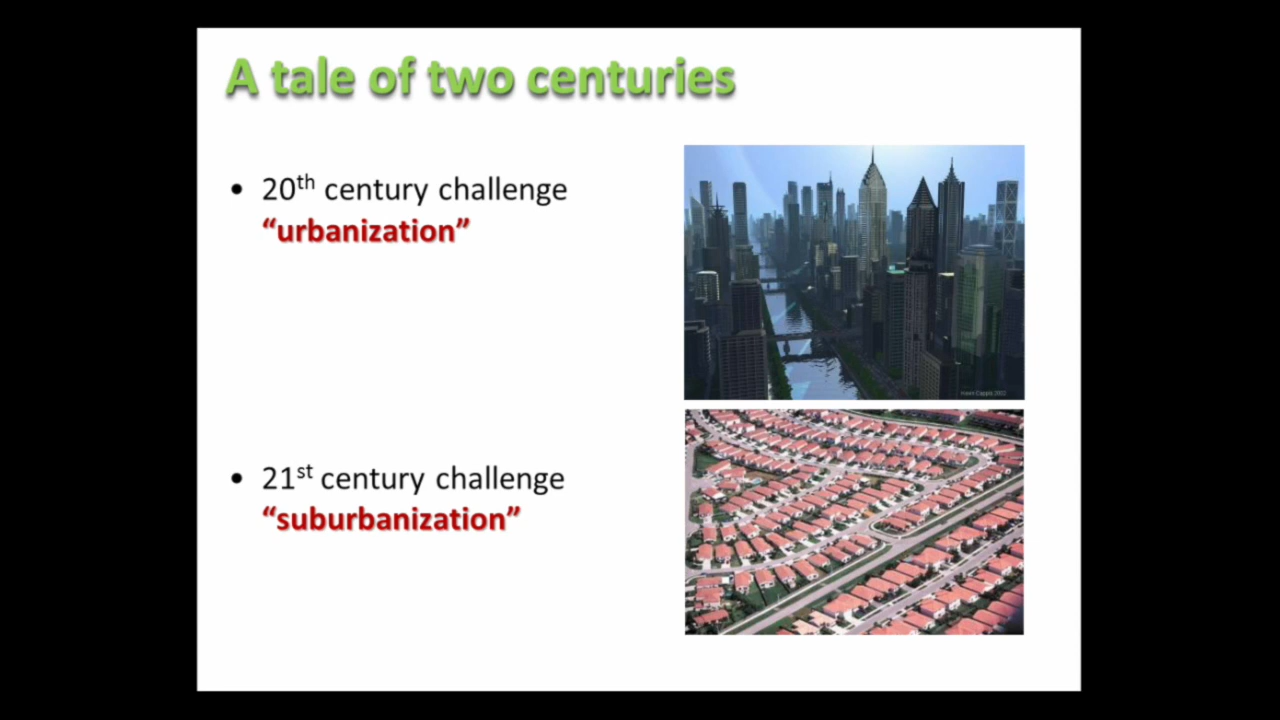 A tale of two centuries
• 20th century challenge
“urbanization”
• 21st century challenge
“suburbanization”